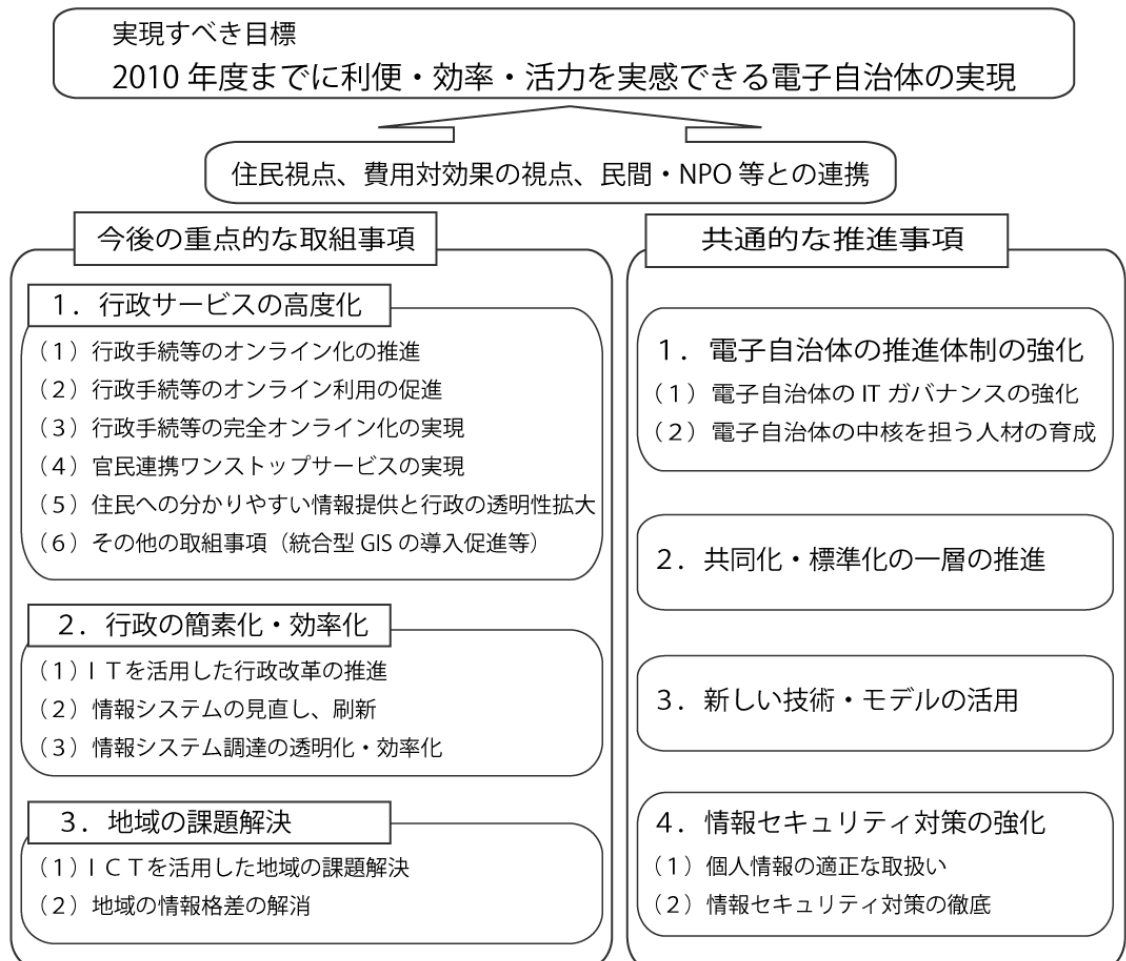 実現すべき目標
2010 年度までに利便・効率・活力を実感できる電子自治体の実現
住民視点、費用対効果の視点、民間・NPO 等との連携
今後の重点的な取組事項
１．行政サービスの高度化
（１）行政手続等のオンライン化の推進
（２）行政手続等のオンライン利用の促進
（３）行政手続等の完全オンライン化の実現
（４）官民連携ワンストップサービスの実現
（５）住民への分かりやすい情報提供と行政の透明性拡大
（６）その他の取組事項（統合型 GIS の導入促進等）
２．行政の簡素化・効率化
（１）ＩＴを活用した行政改革の推進
（２）情報システムの見直し、刷新
（３）情報システム調達の透明化・効率化
３．地域の課題解決
（１）ＩＣＴを活用した地域の課題解決
（２）地域の情報格差の解消
共通的な推進事項
１．電子自治体の推進体制の強化
（１）電子自治体の IT ガバナンスの強化
（２）電子自治体の中核を担う人材の育成
２．共同化・標準化の一層の推進
３．新しい技術・モデルの活用
４．情報セキュリティ対策の強化
（１）個人情報の適正な取扱い
（２）情報セキュリティ対策の徹底